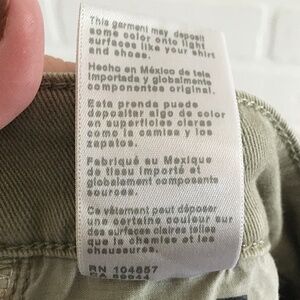 This garment may deposit
some color onto light
surfaces like your shirt
and shoes.
Hecho en México de tela
importada y globalmente
componentes original.
Esta prenda puede
depositar algo de color
en superficies claras
como la camisa y los
zapatos.
Fabriqué au Mexique
de tissu importé et
globalement composants
sources.
Ce vêtement peut déposer
une certaine couleur sur
des surfaces claires telles
que la chemise et les
chaussures.
RN 104857
CA